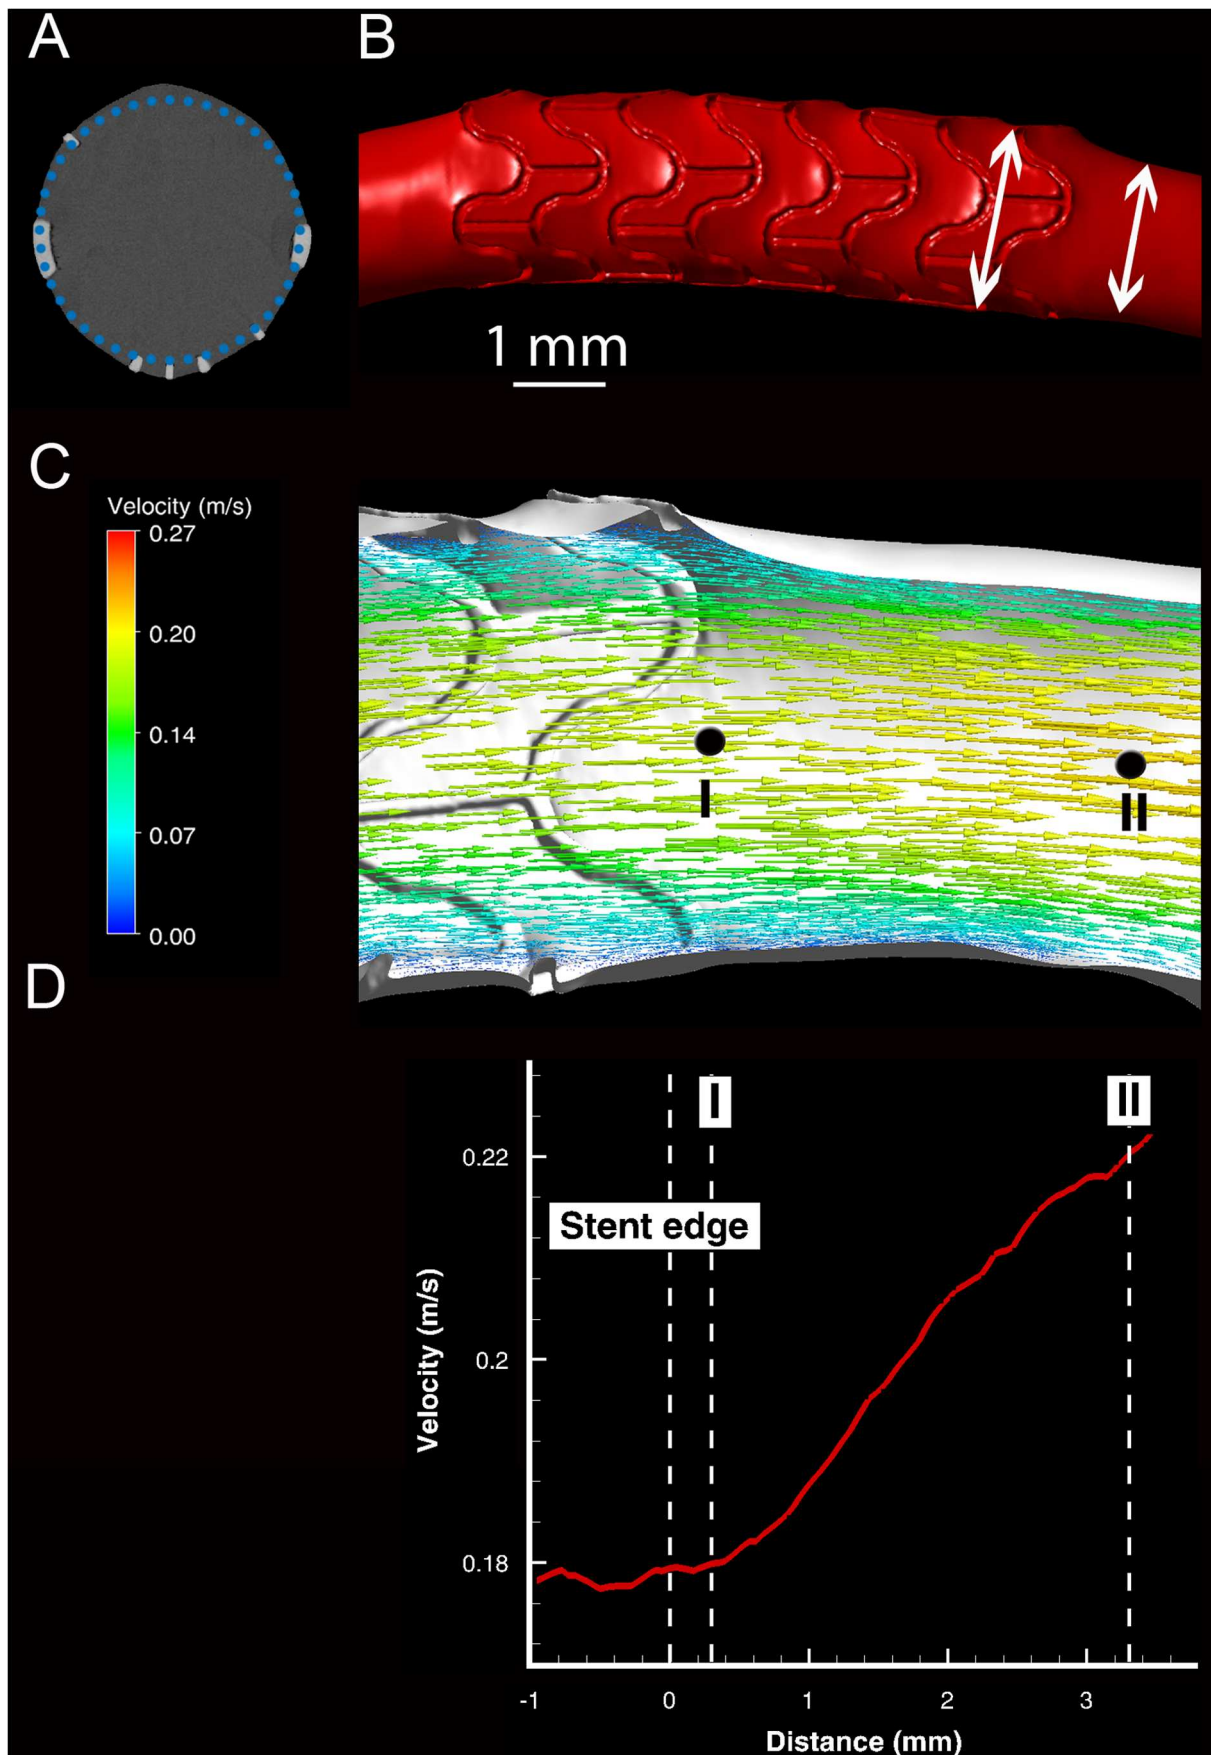 A
B
1 mm
C
Velocity (m/s)
0.27
0.20
0.14
0.07
0.00
I
II
D
I
II
0.22
Stent edge
Velocity (m/s)
0.2
0.18
-1 0 1 2 3
Distance (mm)